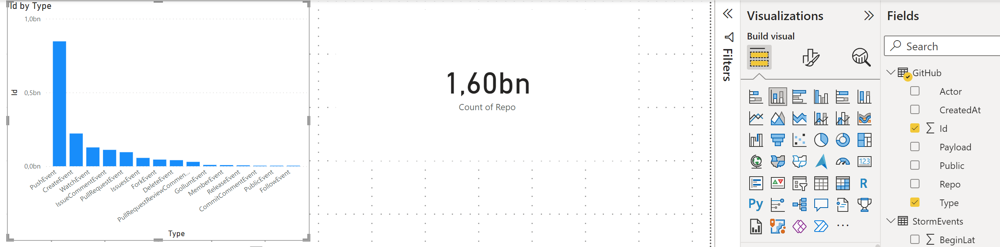 Id by Type
1,0bn
0,5bn
0,0bn
Id
PushEvent
CreateEvent
WatchEvent
IssueCommentEvent
PullRequestEvent
IssuesEvent
ForkEvent
DeleteEvent
PullRequestReviewCommen...
GollumEvent
MemberEvent
ReleaseEvent
CommitCommentEvent
PublicEvent
FollowEvent
Type
1,60bn
Count of Repo
Filters
Visualizations
Build visual
123
R
Py
...
Fields
Search
GitHub
Actor
CreatedAt
Σ Id
Payload
Public
Repo
Type
StormEvents
Σ BeginLat